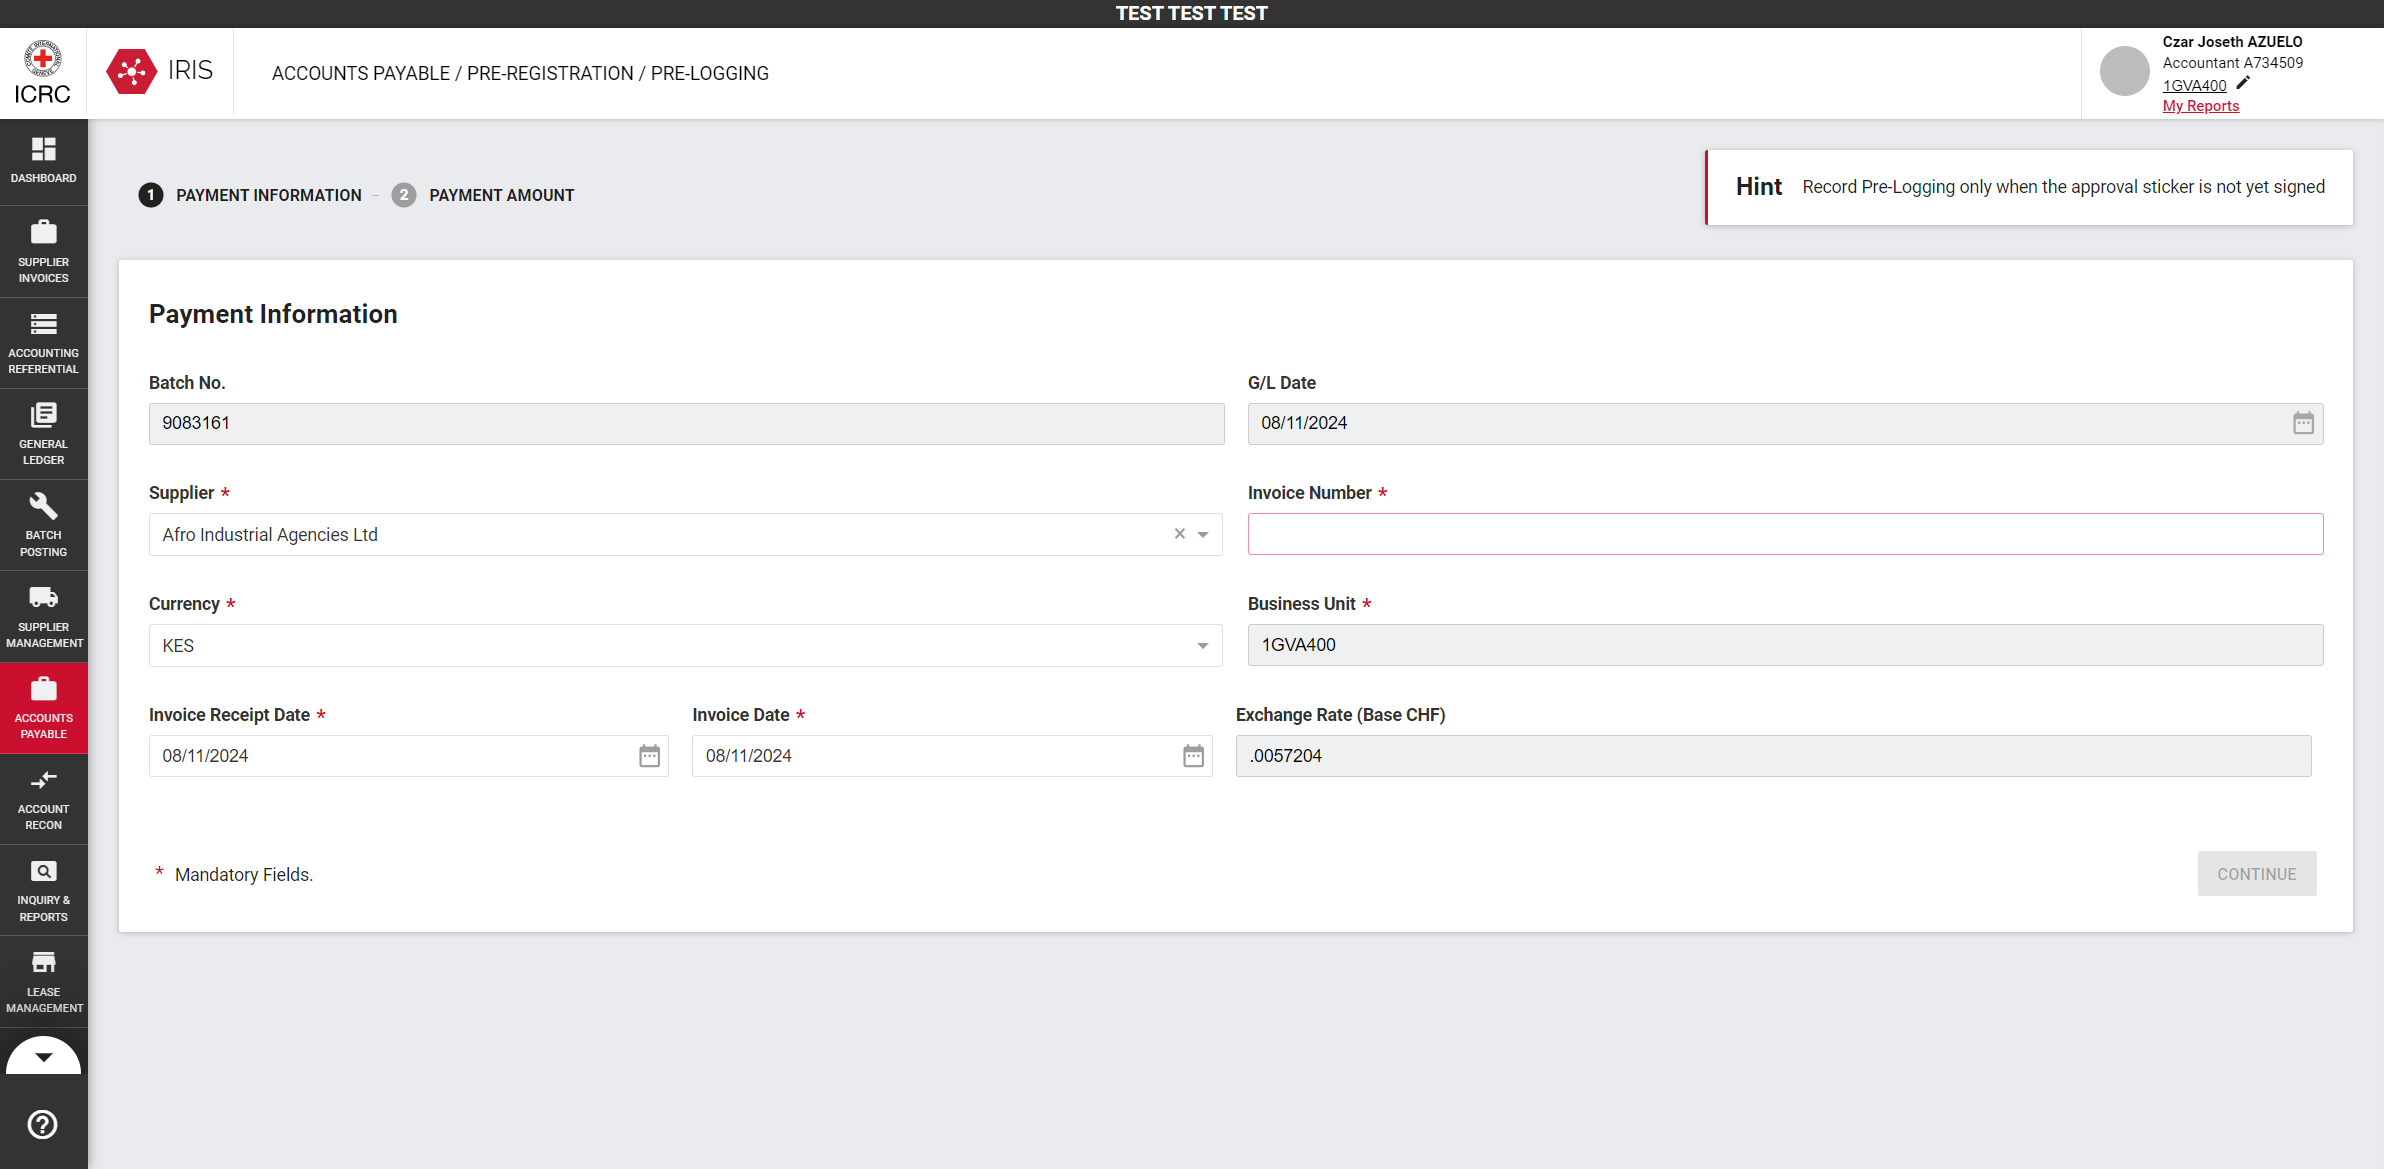 TEST TEST TEST
ICRC
IRIS
ACCOUNTS PAYABLE / PRE-REGISTRATION / PRE-LOGGING
Czar Joseth AZUELO
Accountant A734509
1GVA400
My Reports
DASHBOARD
SUPPLIER
INVOICES
ACCOUNTING
REFERENTIAL
GENERAL
LEDGER
BATCH
POSTING
SUPPLIER
MANAGEMENT
ACCOUNTS
PAYABLE
ACCOUNT
RECON
INQUIRY &
REPORTS
LEASE
MANAGEMENT
1 PAYMENT INFORMATION - 2 PAYMENT AMOUNT
Hint Record Pre-Logging only when the approval sticker is not yet signed
Payment Information
Batch No.
9083161
G/L Date
08/11/2024
Supplier *
Afro Industrial Agencies Ltd
Invoice Number *
Currency *
KES
Business Unit *
1GVA400
Invoice Receipt Date *
08/11/2024
Invoice Date *
08/11/2024
Exchange Rate (Base CHF)
.0057204
* Mandatory Fields.
CONTINUE